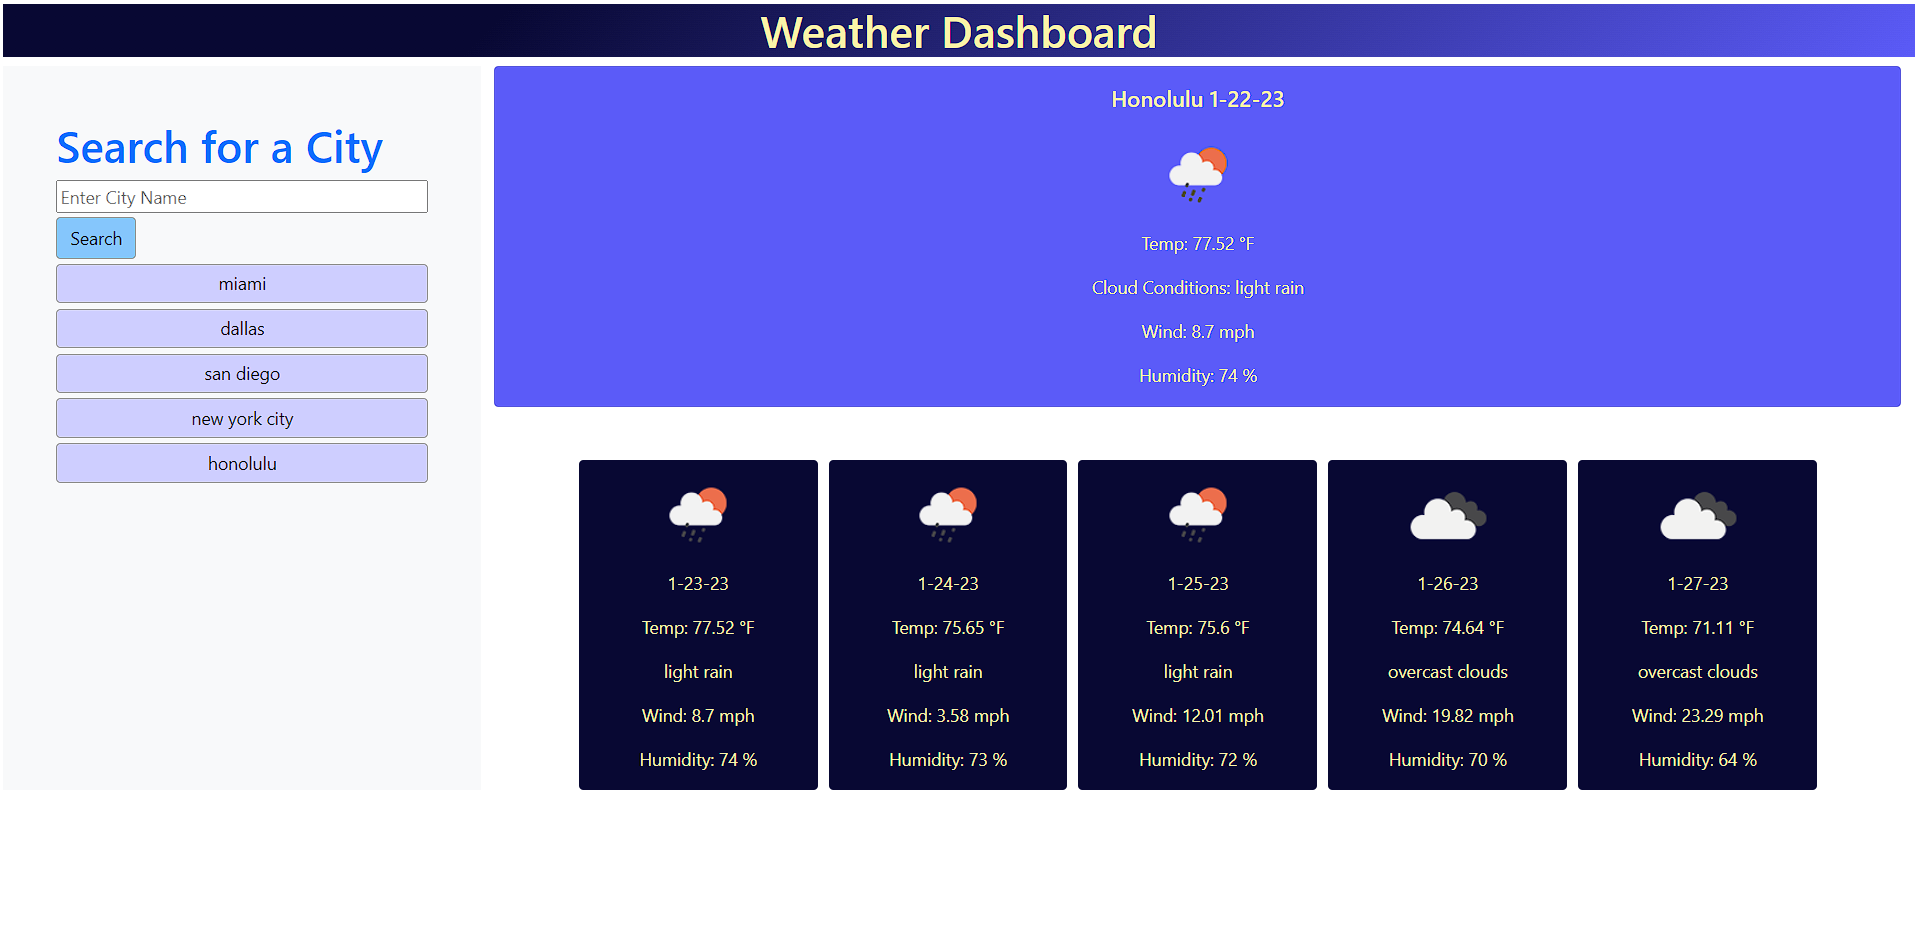 Weather Dashboard
Search for a City
Enter City Name
Search
miami
dallas
san diego
new york city
honolulu
Honolulu 1-22-23
Temp: 77.52 °F
Cloud Conditions: light rain
Wind: 8.7 mph
Humidity: 74 %
1-23-23
Temp: 77.52 °F
light rain
Wind: 8.7 mph
Humidity: 74 %
1-24-23
Temp: 75.65 °F
light rain
Wind: 3.58 mph
Humidity: 73 %
1-25-23
Temp: 75.6 °F
light rain
Wind: 12.01 mph
Humidity: 72 %
1-26-23
Temp: 74.64 °F
overcast clouds
Wind: 19.82 mph
Humidity: 70 %
1-27-23
Temp: 71.11 °F
overcast clouds
Wind: 23.29 mph
Humidity: 64 %